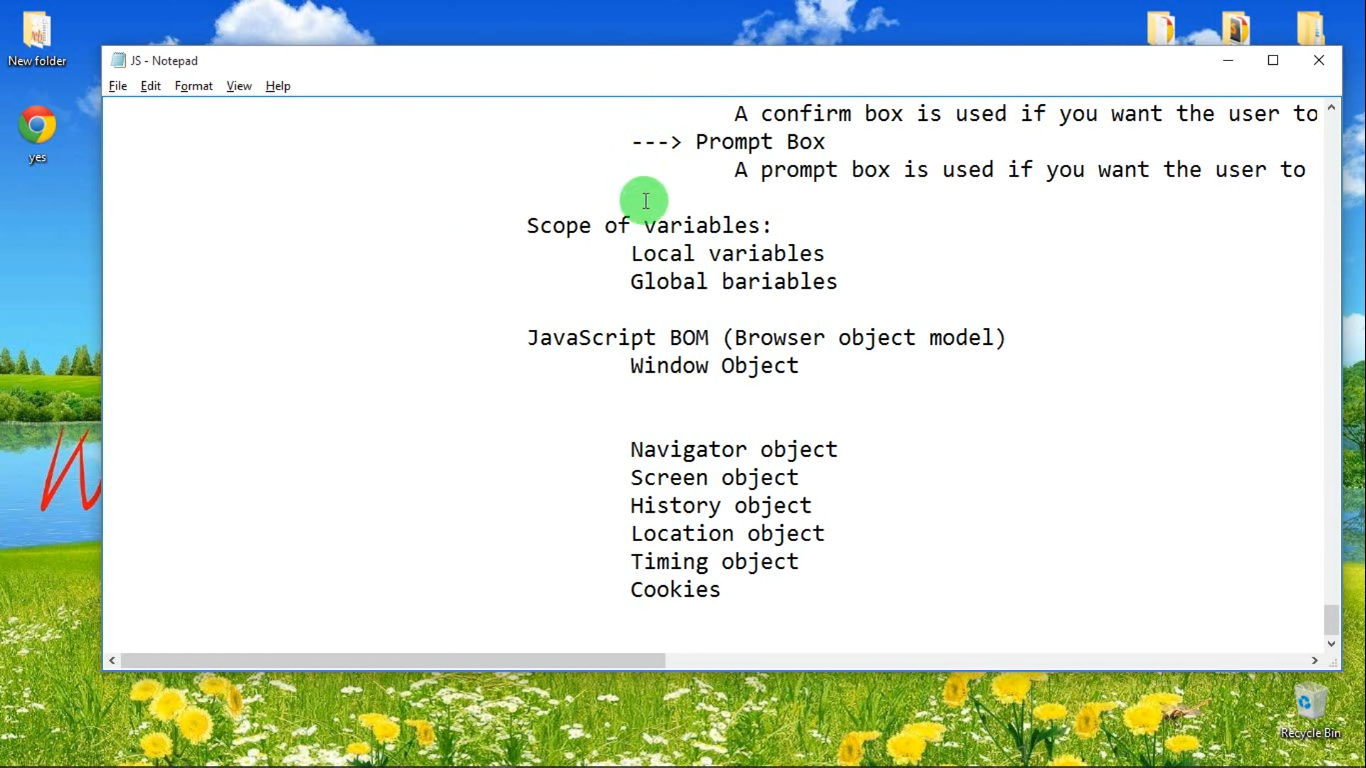 New folder
yes
JS - Notepad
File Edit Format View Help
A confirm box is used if you want the user to
---> Prompt Box
A prompt box is used if you want the user to
Scope of variables:
Local variables
Global bariables
JavaScript BOM (Browser object model)
Window Object
Navigator object
Screen object
History object
Location object
Timing object
Cookies
Recycle Bin